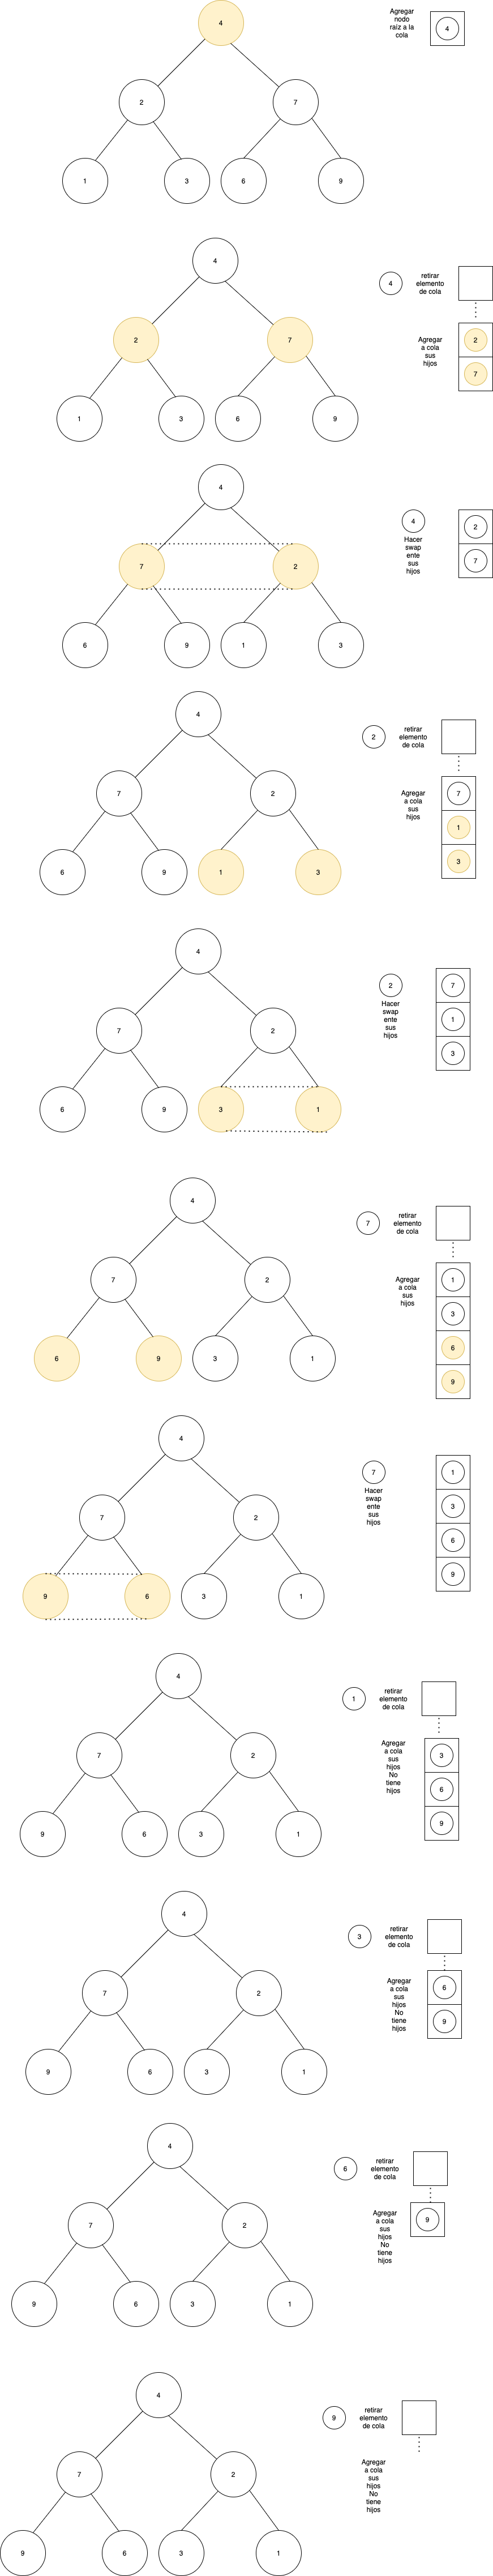 4
Agregar
nodo
raíz a la
cola
4
2
7
1
3
6
9
4
4
retirar
elemento
de cola
2
7
Agregar
a cola
sus
hijos
2
7
1
3
6
9
4
4
Hacer
swap
ente
sus
hijos
2
7
7
2
6
9
1
3
4
2
retirar
elemento
de cola
7
2
Agregar
a cola
sus
hijos
7
1
3
6
9
1
3
4
2
Hacer
swap
ente
sus
hijos
7
1
3
7
2
6
9
3
1
4
7
retirar
elemento
de cola
7
2
Agregar
a cola
sus
hijos
1
3
6
9
6
9
3
1
4
7
Hacer
swap
ente
sus
hijos
1
3
6
9
7
2
9
6
3
1
4
1
retirar
elemento
de cola
7
2
Agregar
a cola
sus
hijos
No
tiene
hijos
3
6
9
9
6
3
1
4
3
retirar
elemento
de cola
7
2
Agregar
a cola
sus
hijos
No
tiene
hijos
6
9
9
6
3
1
4
6
retirar
elemento
de cola
7
2
Agregar
a cola
sus
hijos
No
tiene
hijos
9
9
6
3
1
4
9
retirar
elemento
de cola
7
2
Agregar
a cola
sus
hijos
No
tiene
hijos
9
6
3
1